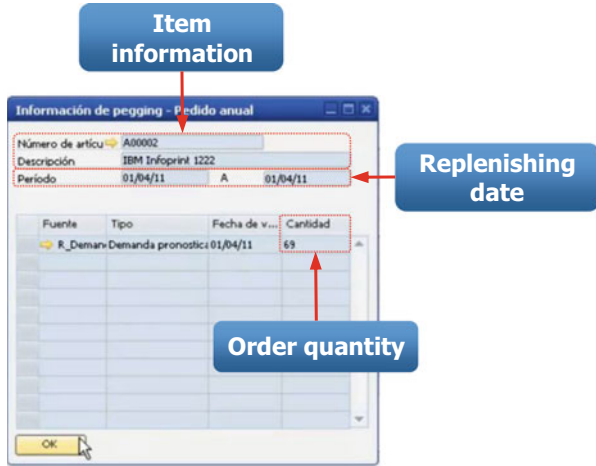 Item
information
Información de pegging - Pedido anual
Número de artícu A00002
Descripción IBM Infoprint 1222
Período 01/04/11 A 01/04/11
Replenishing
date
Fuente Tipo Fecha de v... Cantidad
R_Deman Demanda pronostica 01/04/11 69
Order quantity
OK